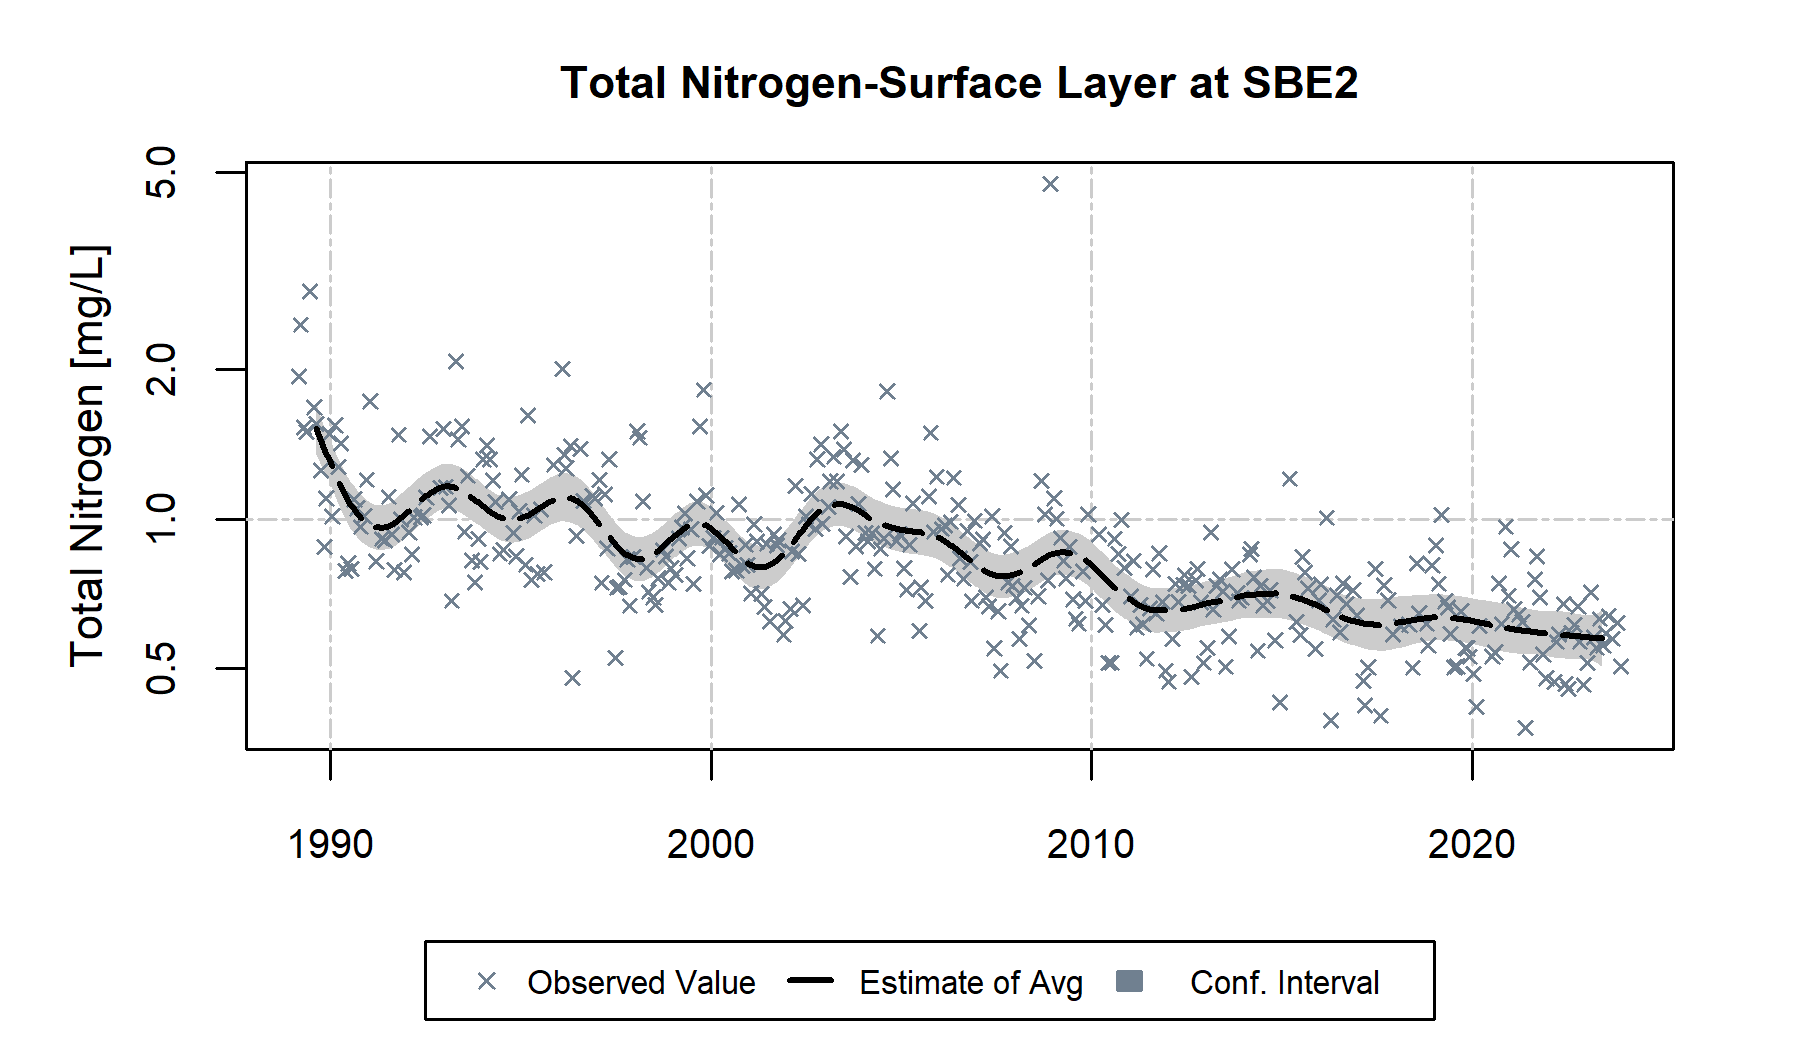 Total Nitrogen-Surface Layer at SBE2
Total Nitrogen [mg/L]
5.0
2.0
1.0
0.5
1990 2000 2010 2020
Observed Value Estimate of Avg Conf. Interval